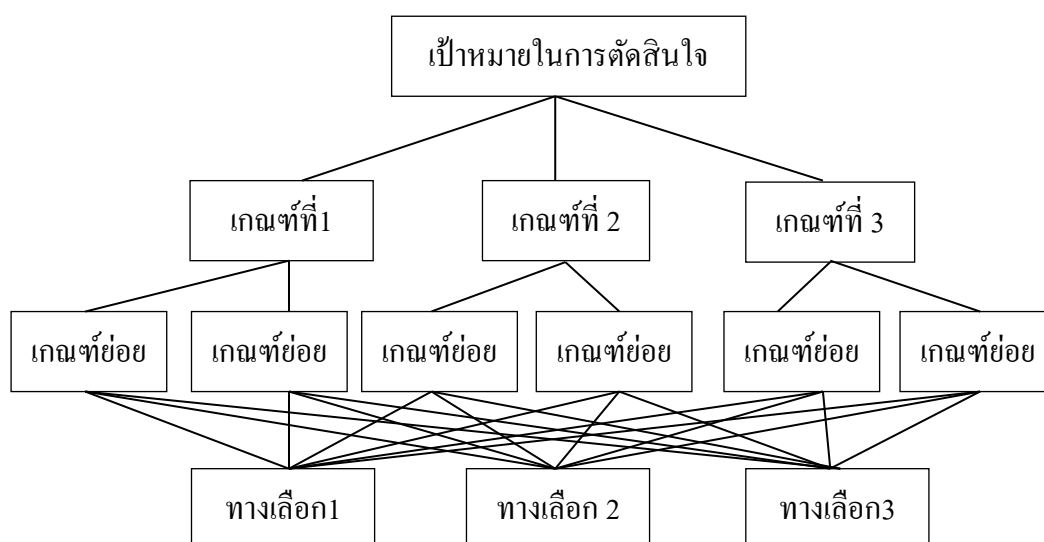 เป้าหมายในการตัดสินใจ
เกณฑ์ที่1
เกณฑ์ที่ 2
เกณฑ์ที่ 3
เกณฑ์ย่อย
เกณฑ์ย่อย
เกณฑ์ย่อย
เกณฑ์ย่อย
เกณฑ์ย่อย
เกณฑ์ย่อย
ทางเลือก1
ทางเลือก 2
ทางเลือก3